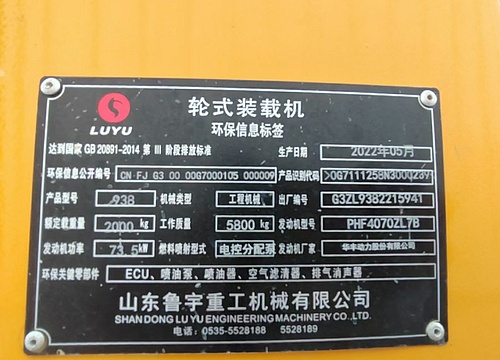 LUYU
轮式装载机
环保信息标签
达到国家 GB 20891-2014 第 III 阶段排放标准 生产日期 2022年05月
环保信息公开编号 CN FJ G3 00 00G7000105 000009 产品识别代码
产品型号 938 机械类型 工程机械 出厂编号 G3ZL9382215941
额定载重量 2000 kg 工作质量 5800 kg 发动机型号 PHF4070ZL7B
发动机功率 73.5 kW 燃料喷射型式 电控分配泵 发动机厂家 华丰动力股份有限公司
环保关键零部件 ECU、喷油泵、喷油器、空气滤清器、排气消声器
山东鲁宇重工机械有限公司
SHANDONG LU YU ENGINEERING MACHINERY CO.,LTD.
电话: 0535-5528188 5528189